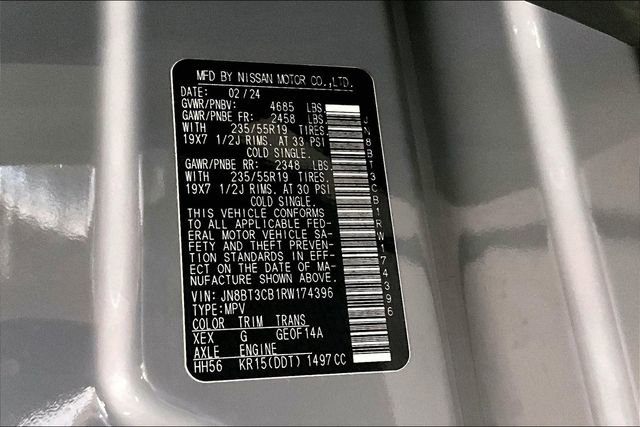 MFD BY NISSAN MOTOR CO.,LTD.
DATE: 02/24
GVWR/PNBV: 4685 LBS
GAWR/PNBE FR: 2458 LBS.
WITH 235/55R19 TIRES
19X7 1/2J RIMS. AT 33 PSI
COLD SINGLE.
GAWR/PNBE RR: 2348 LBS
WITH 235/55R19 TIRES.
19X7 1/2J RIMS. AT 30 PSI
COLD SINGLE.
THIS VEHICLE CONFORMS
TO ALL APPLICABLE FED-
ERAL MOTOR VEHICLE SA-
FETY AND THEFT PREVEN-
TION STANDARDS IN EFF-
ECT ON THE DATE OF MA-
NUFACTURE SHOWN ABOVE.
VIN: JN8BT3CB1RW174396
TYPE:MPV
COLOR TRIM TRANS
XEX G GEOF14A
AXLE ENGINE
HH56 KR15(DDT) 1497CC
JN8BT3CB1RW174396